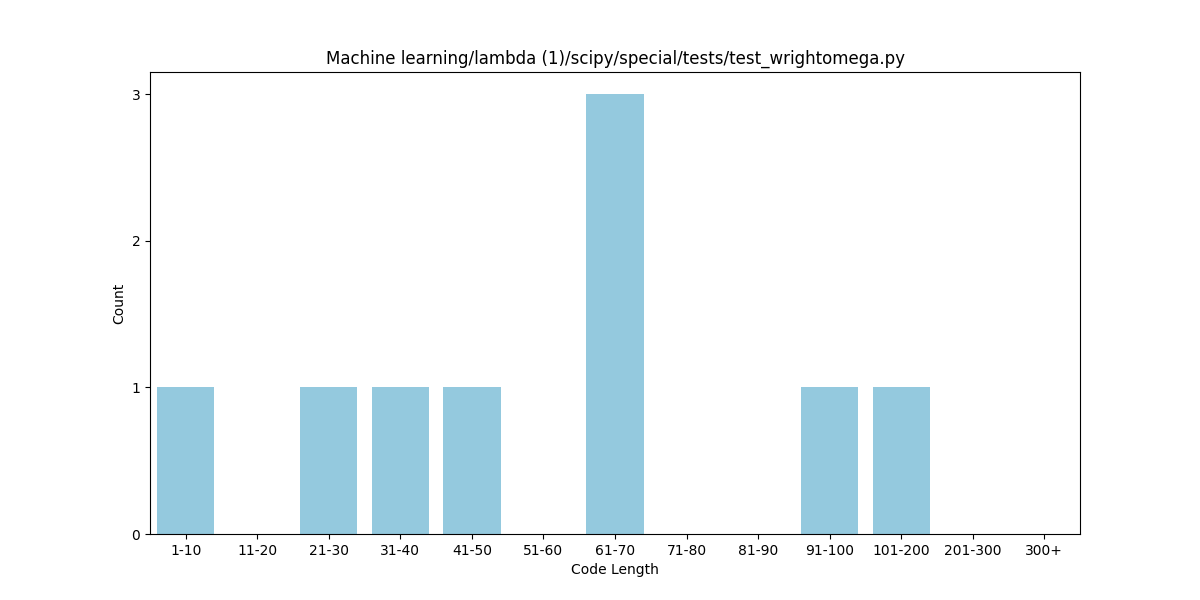 Machine learning/lambda (1)/scipy/special/tests/test_wrightomega.py
3
2
1
0
Count
1-10 11-20 21-30 31-40 41-50 51-60 61-70 71-80 81-90 91-100 101-200 201-300 300+
Code Length